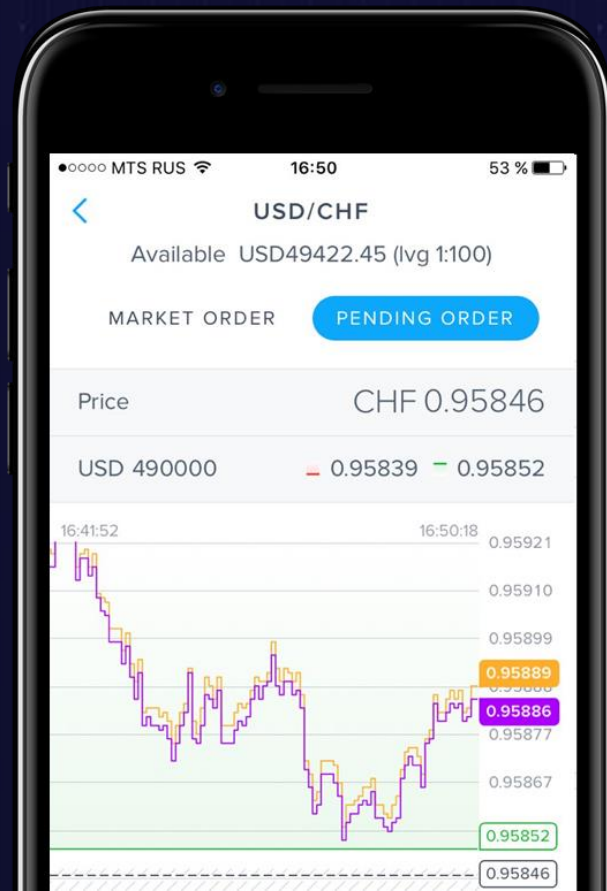 MTS RUS 16:50 53 %
USD/CHF
Available USD49422.45 (lvg 1:100)
MARKET ORDER PENDING ORDER
Price CHF 0.95846
USD 490000 0.95839 0.95852
16:41:52 16:50:18
0.95921
0.95910
0.95899
0.95889
0.95886
0.95877
0.95867
0.95852
0.95846